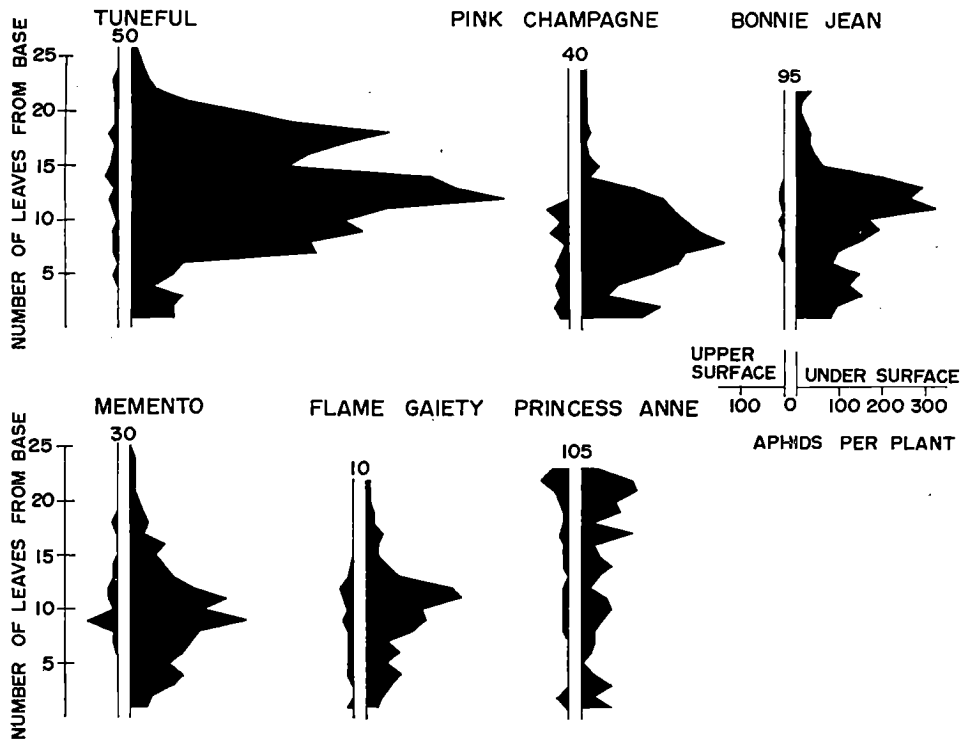 TUNEFUL
PINK CHAMPAGNE
BONNIE JEAN
50
40
95
NUMBER OF LEAVES FROM BASE
25
20
15
10
5
UPPER SURFACE
UNDER SURFACE
100 0 100 200 300
APHIDS PER PLANT
MEMENTO
FLAME GAIETY
PRINCESS ANNE
30
10
105
NUMBER OF LEAVES FROM BASE
25
20
15
10
5